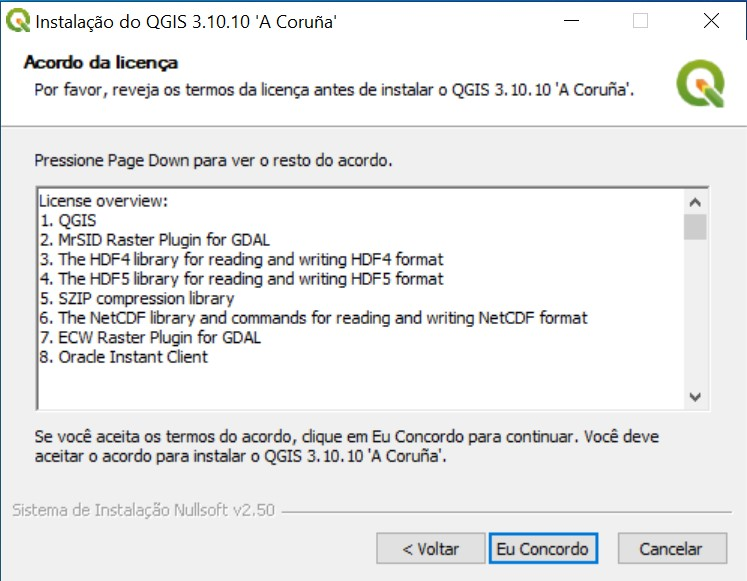 Instalação do QGIS 3.10.10 'A Coruña'
Acordo da licença
Por favor, reveja os termos da licença antes de instalar o QGIS 3.10.10 'A Coruña'.
Pressione Page Down para ver o resto do acordo.
License overview:
1. QGIS
2. MrSID Raster Plugin for GDAL
3. The HDF4 library for reading and writing HDF4 format
4. The HDF5 library for reading and writing HDF5 format
5. SZIP compression library
6. The NetCDF library and commands for reading and writing NetCDF format
7. ECW Raster Plugin for GDAL
8. Oracle Instant Client
Se você aceita os termos do acordo, clique em Eu Concordo para continuar. Você deve
aceitar o acordo para instalar o QGIS 3.10.10 'A Coruña'.
Sistema de Instalação Nullsoft v2.50
< Voltar Eu Concordo Cancelar